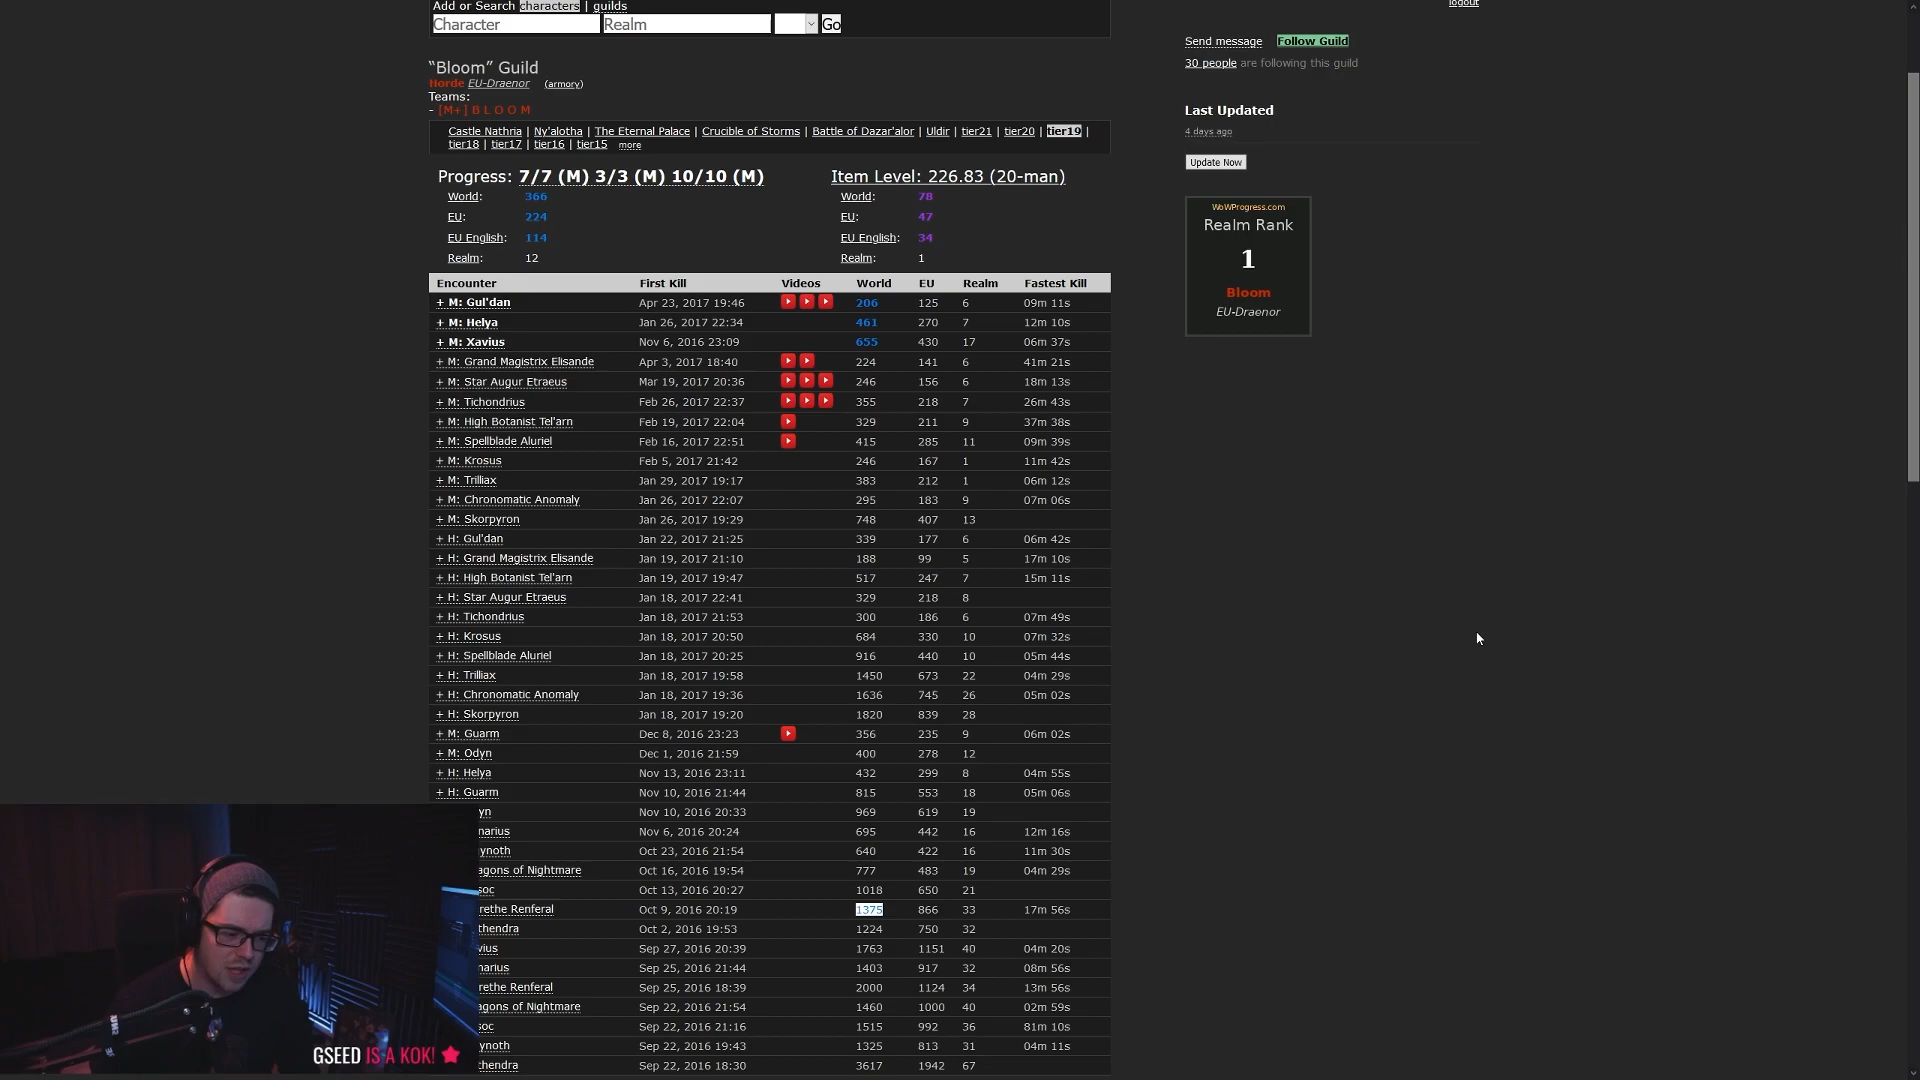 Add or Search characters | guilds
Character Realm Go
logout
"Bloom" Guild
Horde EU-Draenor (armory)
Teams:
- [M+] B L O O M
Castle Nathria | Ny'alotha | The Eternal Palace | Crucible of Storms | Battle of Dazar'alor | Uldir | tier21 | tier20 | tier19 |
tier18 | tier17 | tier16 | tier15 more
Progress: 7/7 (M) 3/3 (M) 10/10 (M) Item Level: 226.83 (20-man)
World: 366 World: 78
EU: 224 EU: 47
EU English: 114 EU English: 34
Realm: 12 Realm: 1
Encounter First Kill Videos World EU Realm Fastest Kill
+ M: Gul'dan Apr 23, 2017 19:46 206 125 6 09m 11s
+ M: Helya Jan 26, 2017 22:34 461 270 7 12m 10s
+ M: Xavius Nov 6, 2016 23:09 655 430 17 06m 37s
+ M: Grand Magistrix Elisande Apr 3, 2017 18:40 224 141 6 41m 21s
+ M: Star Augur Etraeus Mar 19, 2017 20:36 246 156 6 18m 13s
+ M: Tichondrius Feb 26, 2017 22:37 355 218 7 26m 43s
+ M: High Botanist Tel'arn Feb 19, 2017 22:04 329 211 9 37m 38s
+ M: Spellblade Aluriel Feb 16, 2017 22:51 415 285 11 09m 39s
+ M: Krosus Feb 5, 2017 21:42 246 167 1 11m 42s
+ M: Trilliax Jan 29, 2017 19:17 383 212 1 06m 12s
+ M: Chronomatic Anomaly Jan 26, 2017 22:07 295 183 9 07m 06s
+ M: Skorpyron Jan 26, 2017 19:29 748 407 13
+ H: Gul'dan Jan 22, 2017 21:25 339 177 6 06m 42s
+ H: Grand Magistrix Elisande Jan 19, 2017 21:10 188 99 5 17m 10s
+ H: High Botanist Tel'arn Jan 19, 2017 19:47 517 247 7 15m 11s
+ H: Star Augur Etraeus Jan 18, 2017 22:41 329 218 8
+ H: Tichondrius Jan 18, 2017 21:53 300 186 6 07m 49s
+ H: Krosus Jan 18, 2017 20:50 684 330 10 07m 32s
+ H: Spellblade Aluriel Jan 18, 2017 20:25 916 440 10 05m 44s
+ H: Trilliax Jan 18, 2017 19:58 1450 673 22 04m 29s
+ H: Chronomatic Anomaly Jan 18, 2017 19:36 1636 745 26 05m 02s
+ H: Skorpyron Jan 18, 2017 19:20 1820 839 28
+ M: Guarm Dec 8, 2016 23:23 356 235 9 06m 02s
+ M: Odyn Dec 1, 2016 21:59 400 278 12
+ H: Helya Nov 13, 2016 23:11 432 299 8 04m 55s
+ H: Guarm Nov 10, 2016 21:44 815 553 18 05m 06s
yn Nov 10, 2016 20:33 969 619 19
narius Nov 6, 2016 20:24 695 442 16 12m 16s
ynoth Oct 23, 2016 21:54 640 422 16 11m 30s
agons of Nightmare Oct 16, 2016 19:54 777 483 19 04m 29s
soc Oct 13, 2016 20:27 1018 650 21
rethe Renferal Oct 9, 2016 20:19 1375 866 33 17m 56s
thendra Oct 2, 2016 19:53 1224 750 32
vius Sep 27, 2016 20:39 1763 1151 40 04m 20s
narius Sep 25, 2016 21:44 1403 917 32 08m 56s
rethe Renferal Sep 25, 2016 18:39 2000 1124 34 13m 56s
agons of Nightmare Sep 22, 2016 21:54 1460 1000 40 02m 59s
soc Sep 22, 2016 21:16 1515 992 36 81m 10s
ynoth Sep 22, 2016 19:43 1325 813 31 04m 11s
thendra Sep 22, 2016 18:30 3617 1942 67
Send message Follow Guild
30 people are following this guild
Last Updated
4 days ago
Update Now
WoWProgress.com
Realm Rank
1
Bloom
EU-Draenor
GSEED IS A KOK!